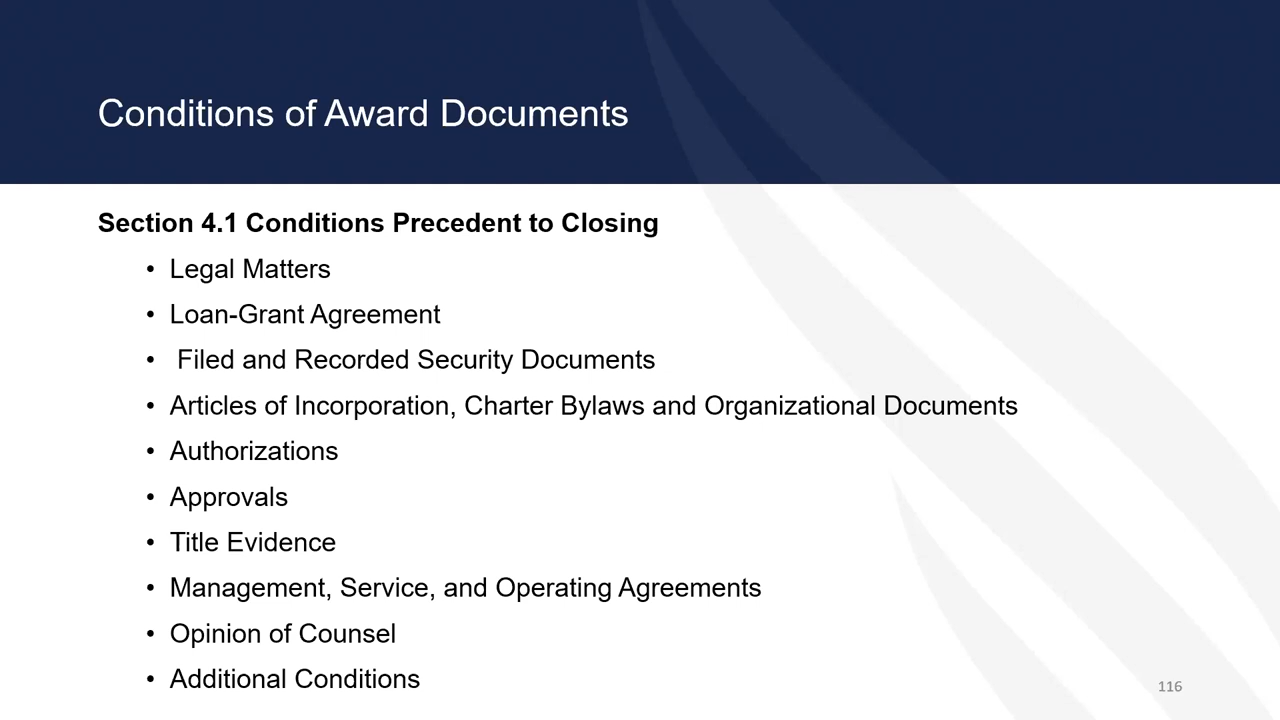 Conditions of Award Documents
Section 4.1 Conditions Precedent to Closing
• Legal Matters
• Loan-Grant Agreement
• Filed and Recorded Security Documents
• Articles of Incorporation, Charter Bylaws and Organizational Documents
• Authorizations
• Approvals
• Title Evidence
• Management, Service, and Operating Agreements
• Opinion of Counsel
• Additional Conditions
116